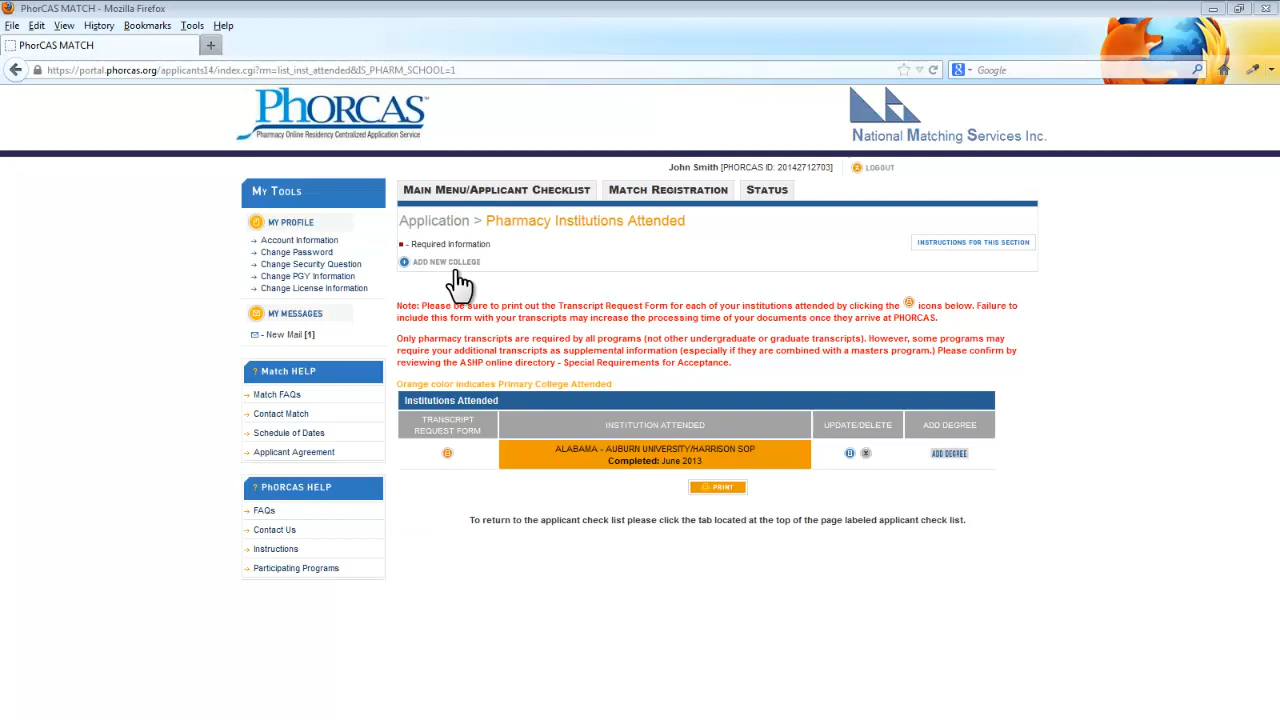 PhorCAS MATCH - Mozilla Firefox
File Edit View History Bookmarks Tools Help
PhorCAS MATCH
https://portal.phorcas.org/applicants14/index.cgi?rm=list_inst_attended&IS_PHARM_SCHOOL=1
Google
PhORCAS™
Pharmacy Online Residency Centralized Application Service
National Matching Services Inc.
John Smith [PHORCAS ID: 20142712703]
LOGOUT
MY TOOLS
MAIN MENU/APPLICANT CHECKLIST
MATCH REGISTRATION
STATUS
MY PROFILE
Account Information
Change Password
Change Security Question
Change PGY Information
Change License Information
MY MESSAGES
- New Mail [1]
? Match HELP
Match FAQs
Contact Match
Schedule of Dates
Applicant Agreement
? PhORCAS HELP
FAQs
Contact Us
Instructions
Participating Programs
Application > Pharmacy Institutions Attended
- Required Information
INSTRUCTIONS FOR THIS SECTION
ADD NEW COLLEGE
Note: Please be sure to print out the Transcript Request Form for each of your institutions attended by clicking the icons below. Failure to
include this form with your transcripts may increase the processing time of your documents once they arrive at PHORCAS.
Only pharmacy transcripts are required by all programs (not other undergraduate or graduate transcripts). However, some programs may
require your additional transcripts as supplemental information (especially if they are combined with a masters program.) Please confirm by
reviewing the ASHP online directory - Special Requirements for Acceptance.
Orange color indicates Primary College Attended
Institutions Attended
TRANSCRIPT
REQUEST FORM
INSTITUTION ATTENDED
UPDATE/DELETE
ADD DEGREE
ALABAMA - AUBURN UNIVERSITY/HARRISON SOP
Completed: June 2013
ADD DEGREE
PRINT
To return to the applicant check list please click the tab located at the top of the page labeled applicant check list.